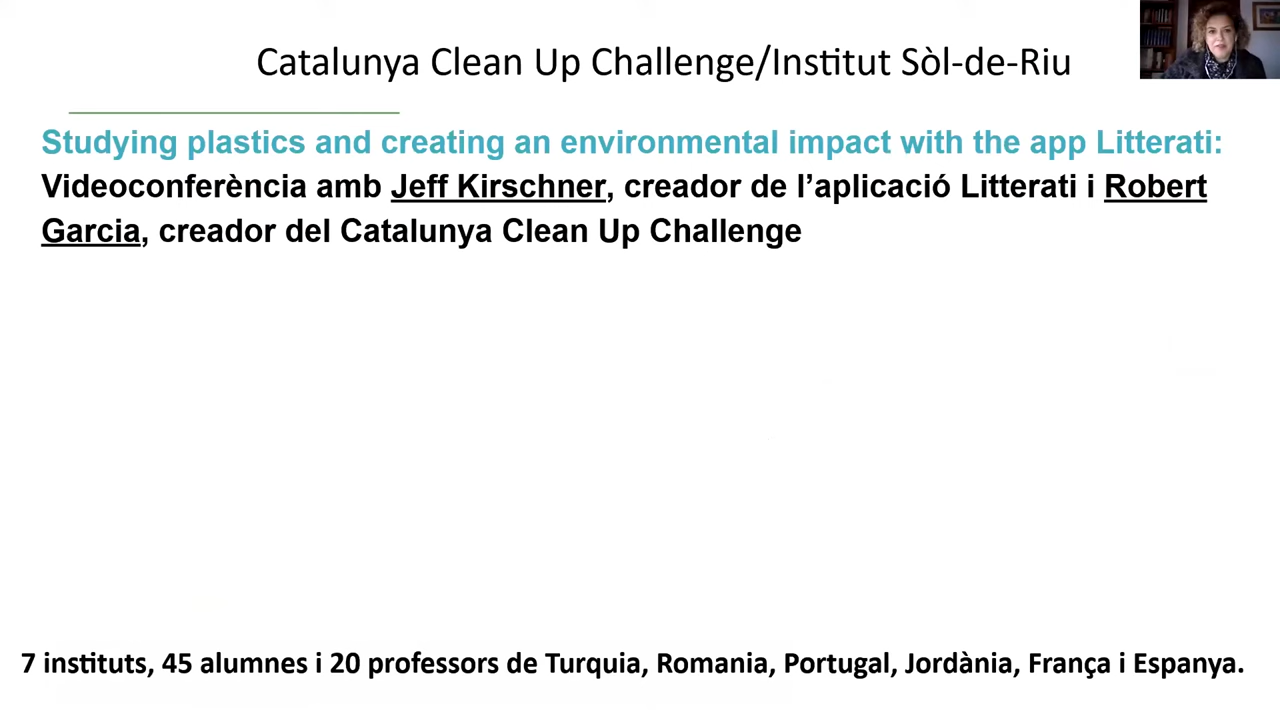 Catalunya Clean Up Challenge/Institut Sòl-de-Riu
Studying plastics and creating an environmental impact with the app Litterati:
Videoconferència amb Jeff Kirschner, creador de l’aplicació Litterati i Robert
Garcia, creador del Catalunya Clean Up Challenge
7 instituts, 45 alumnes i 20 professors de Turquia, Romania, Portugal, Jordània, França i Espanya.